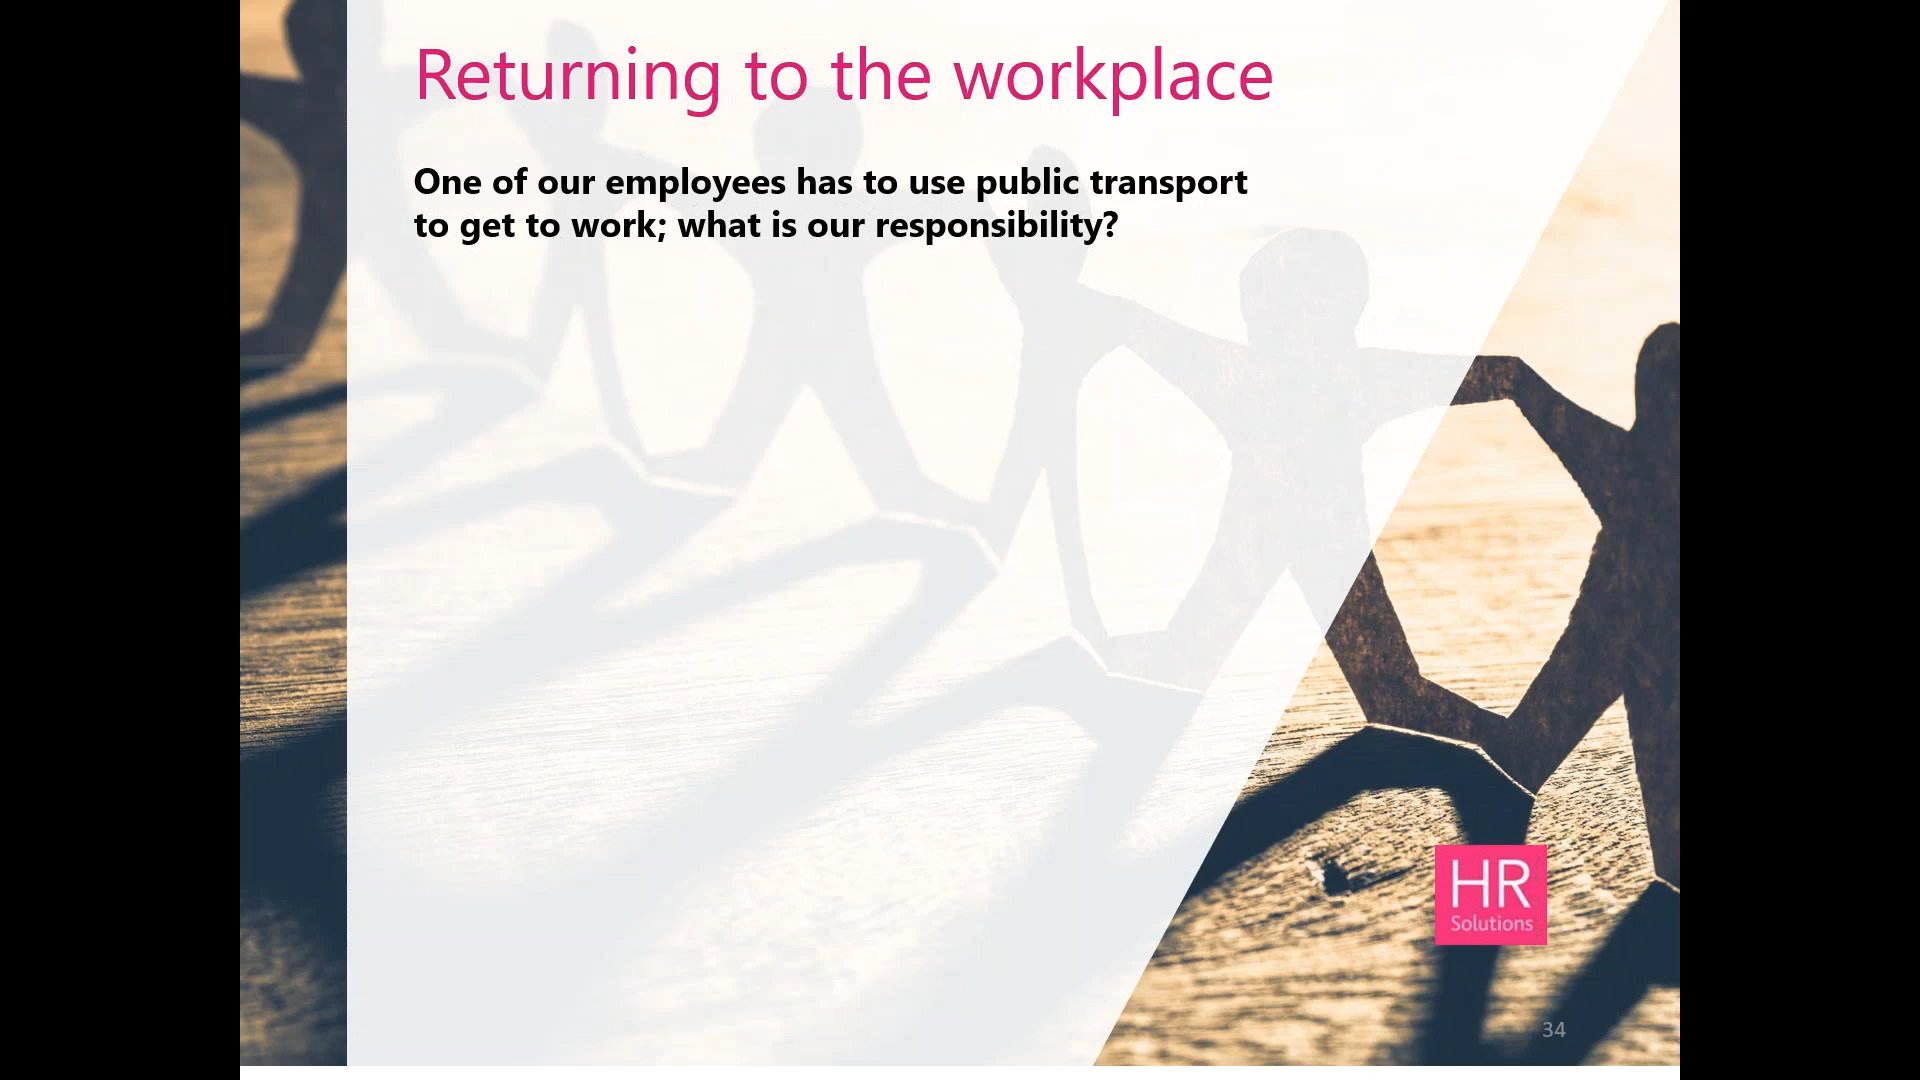 Returning to the workplace
One of our employees has to use public transport
to get to work; what is our responsibility?
HR
Solutions
34